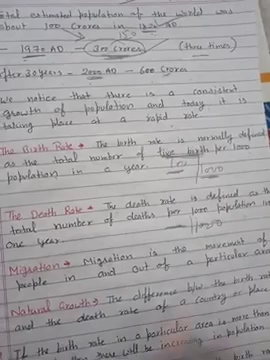 Total estimated population of the world was
about 100 crores in 1850 AD
150
- 1970 AD - 300 crores (three times)
After 30 years - 2000 AD - 600 crores
We notice that there is a consistent
growth of population and today it is
taking place at a rapid rate.
The Birth Rate → The birth rate is normally defined
as the total number of live birth per 1000
population in a year.
1000
The Death Rate → The death rate is defined as the
total number of deaths per 1000 population in
one year.
1000
Migration → Migration is the movement of
people in and out of a particular area
Natural Growth → The difference b/w the birth rate
and the death rate of a country or place
If the birth rate in a particular area is more
there will be increasing in population.